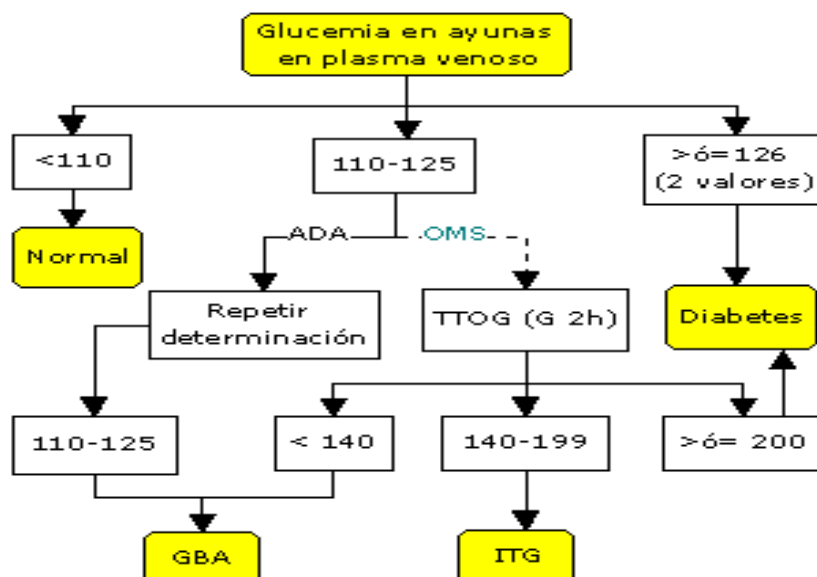 Glucemia en ayunas
en plasma venoso
<110
110-125
>ó=126
(2 valores)
Normal
ADA
OMS
Repetir
determinación
TTOG (G 2h)
Diabetes
110-125
< 140
140-199
>ó= 200
GBA
ITG